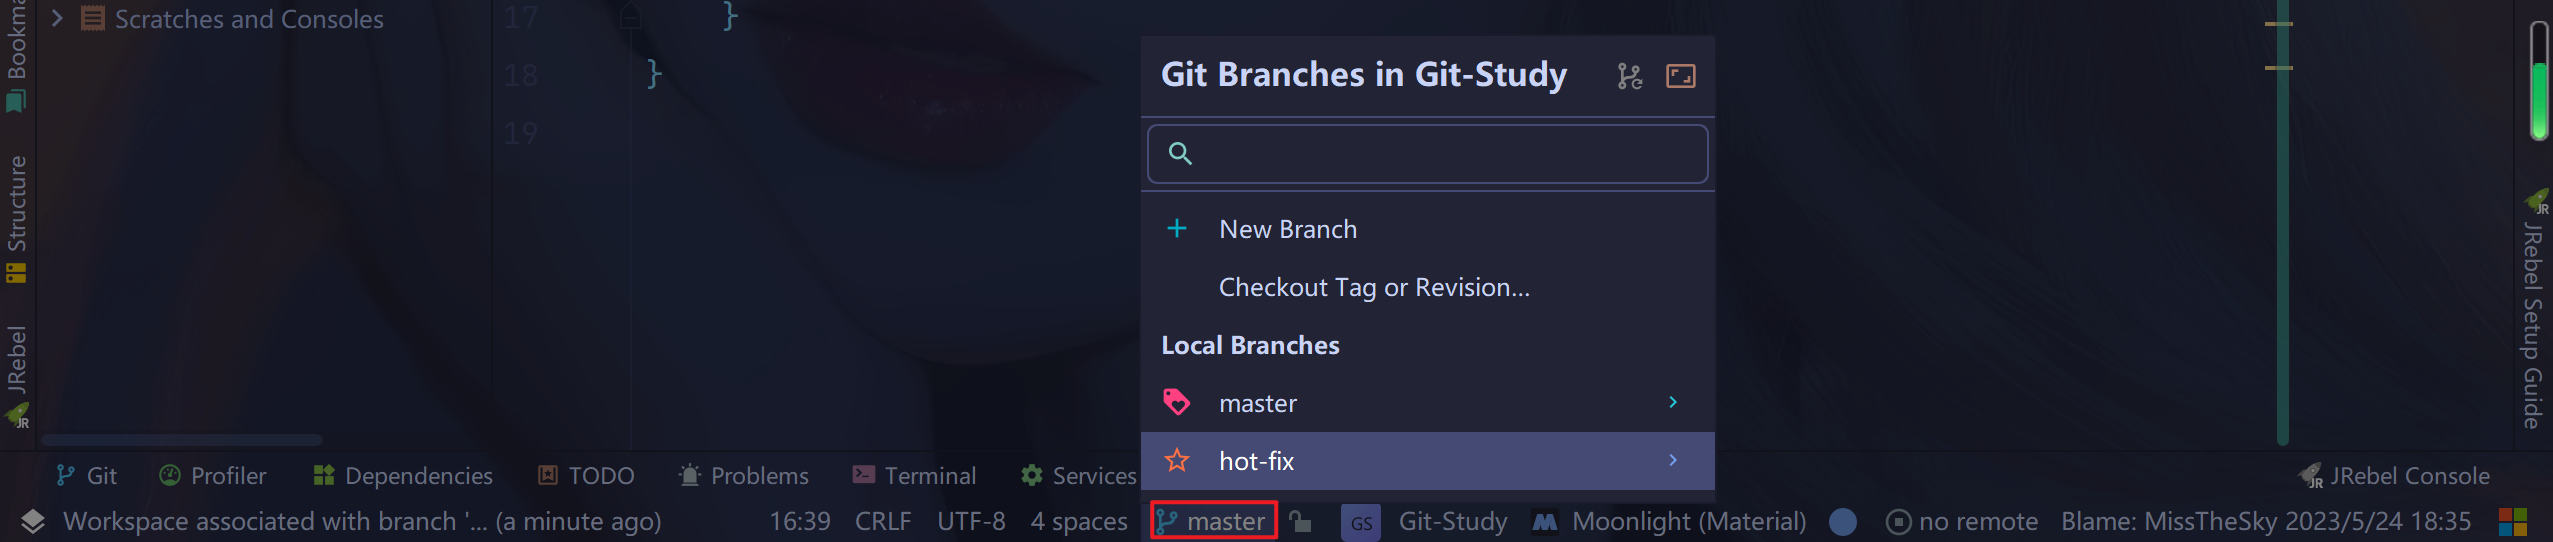 Bookma
Structure
JRebel
Scratches and Consoles
17 }
18 }
19
Git Branches in Git-Study
New Branch
Checkout Tag or Revision...
Local Branches
master
hot-fix
JR JRebel Setup Guide
Git Profiler Dependencies TODO Problems Terminal Services JRebel Console
Workspace associated with branch '... (a minute ago) 16:39 CRLF UTF-8 4 spaces master GS Git-Study Moonlight (Material) no remote Blame: MissTheSky 2023/5/24 18:35